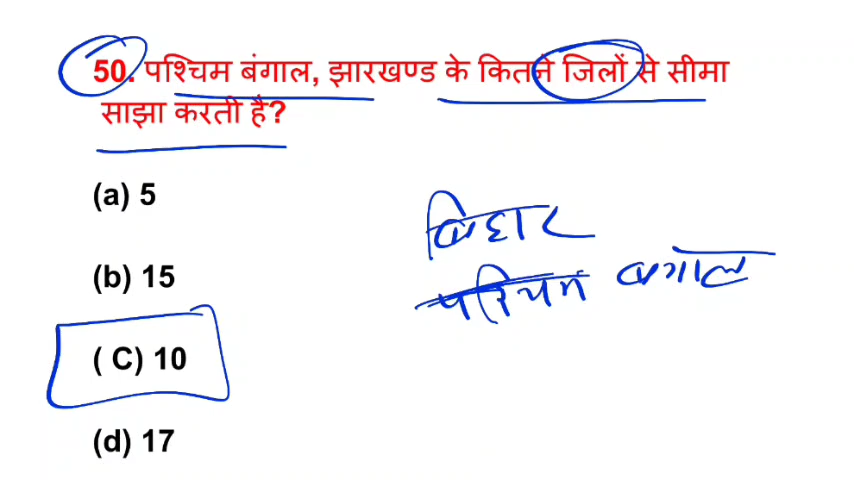 50. पश्चिम बंगाल, झारखण्ड के कितने जिलों से सीमा
साझा करती है?
(a) 5
बिहार
(b) 15
पश्चिम बंगाल
( C) 10
(d) 17